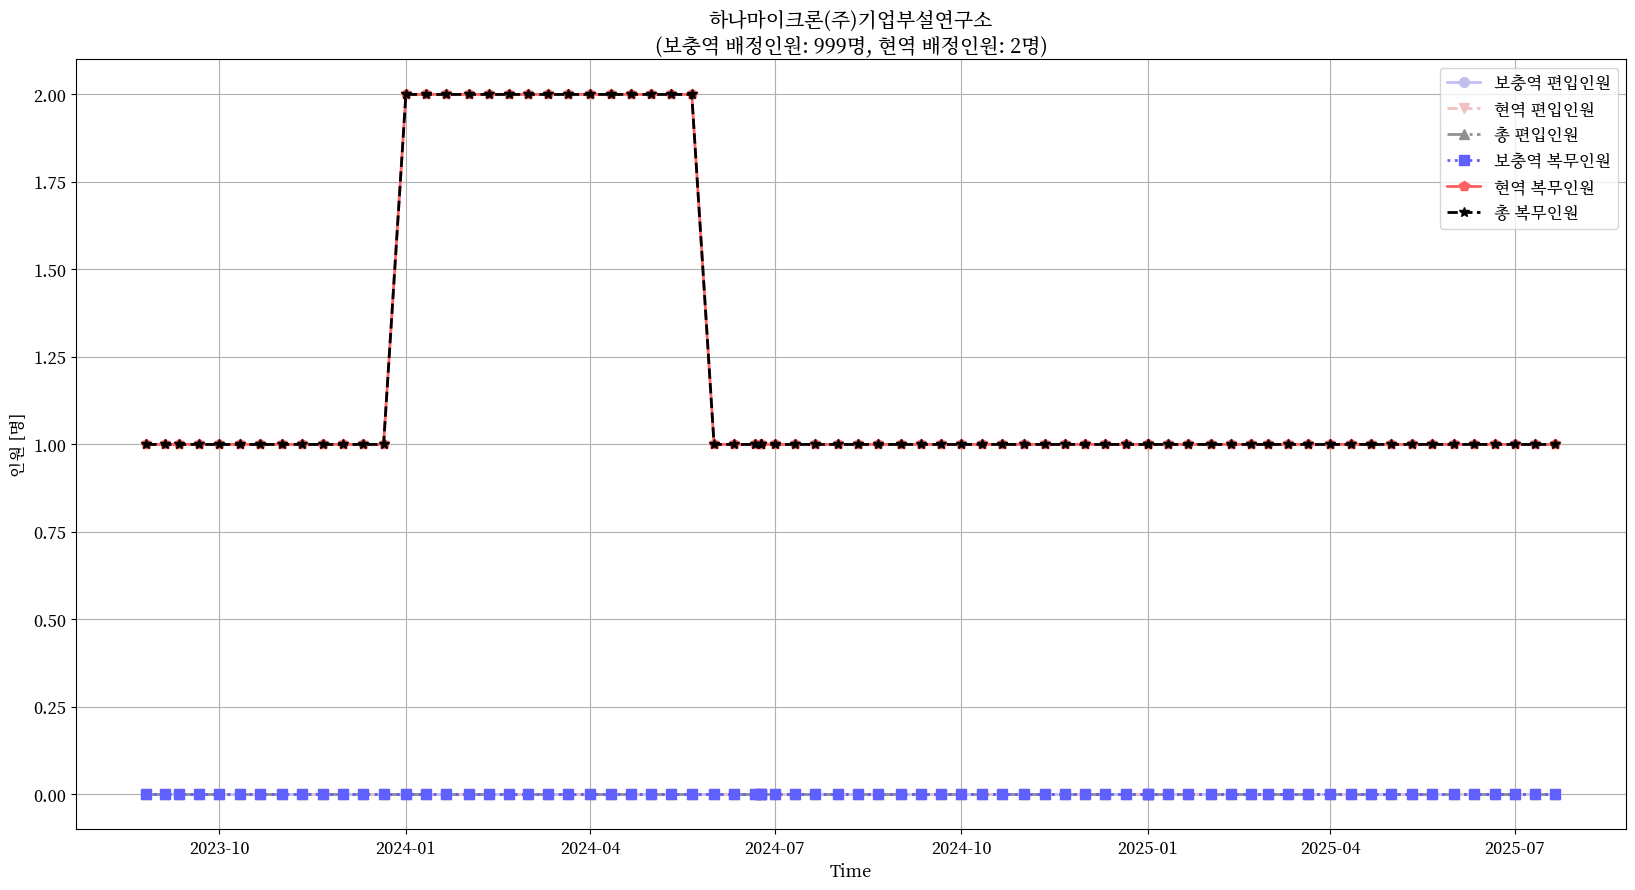 하나마이크론(주)기업부설연구소
(보충역 배정인원: 999명, 현역 배정인원: 2명)
보충역 편입인원
현역 편입인원
총 편입인원
보충역 복무인원
현역 복무인원
총 복무인원
인원 [명]
2.00
1.75
1.50
1.25
1.00
0.75
0.50
0.25
0.00
2023-10
2024-01
2024-04
2024-07
2024-10
2025-01
2025-04
2025-07
Time